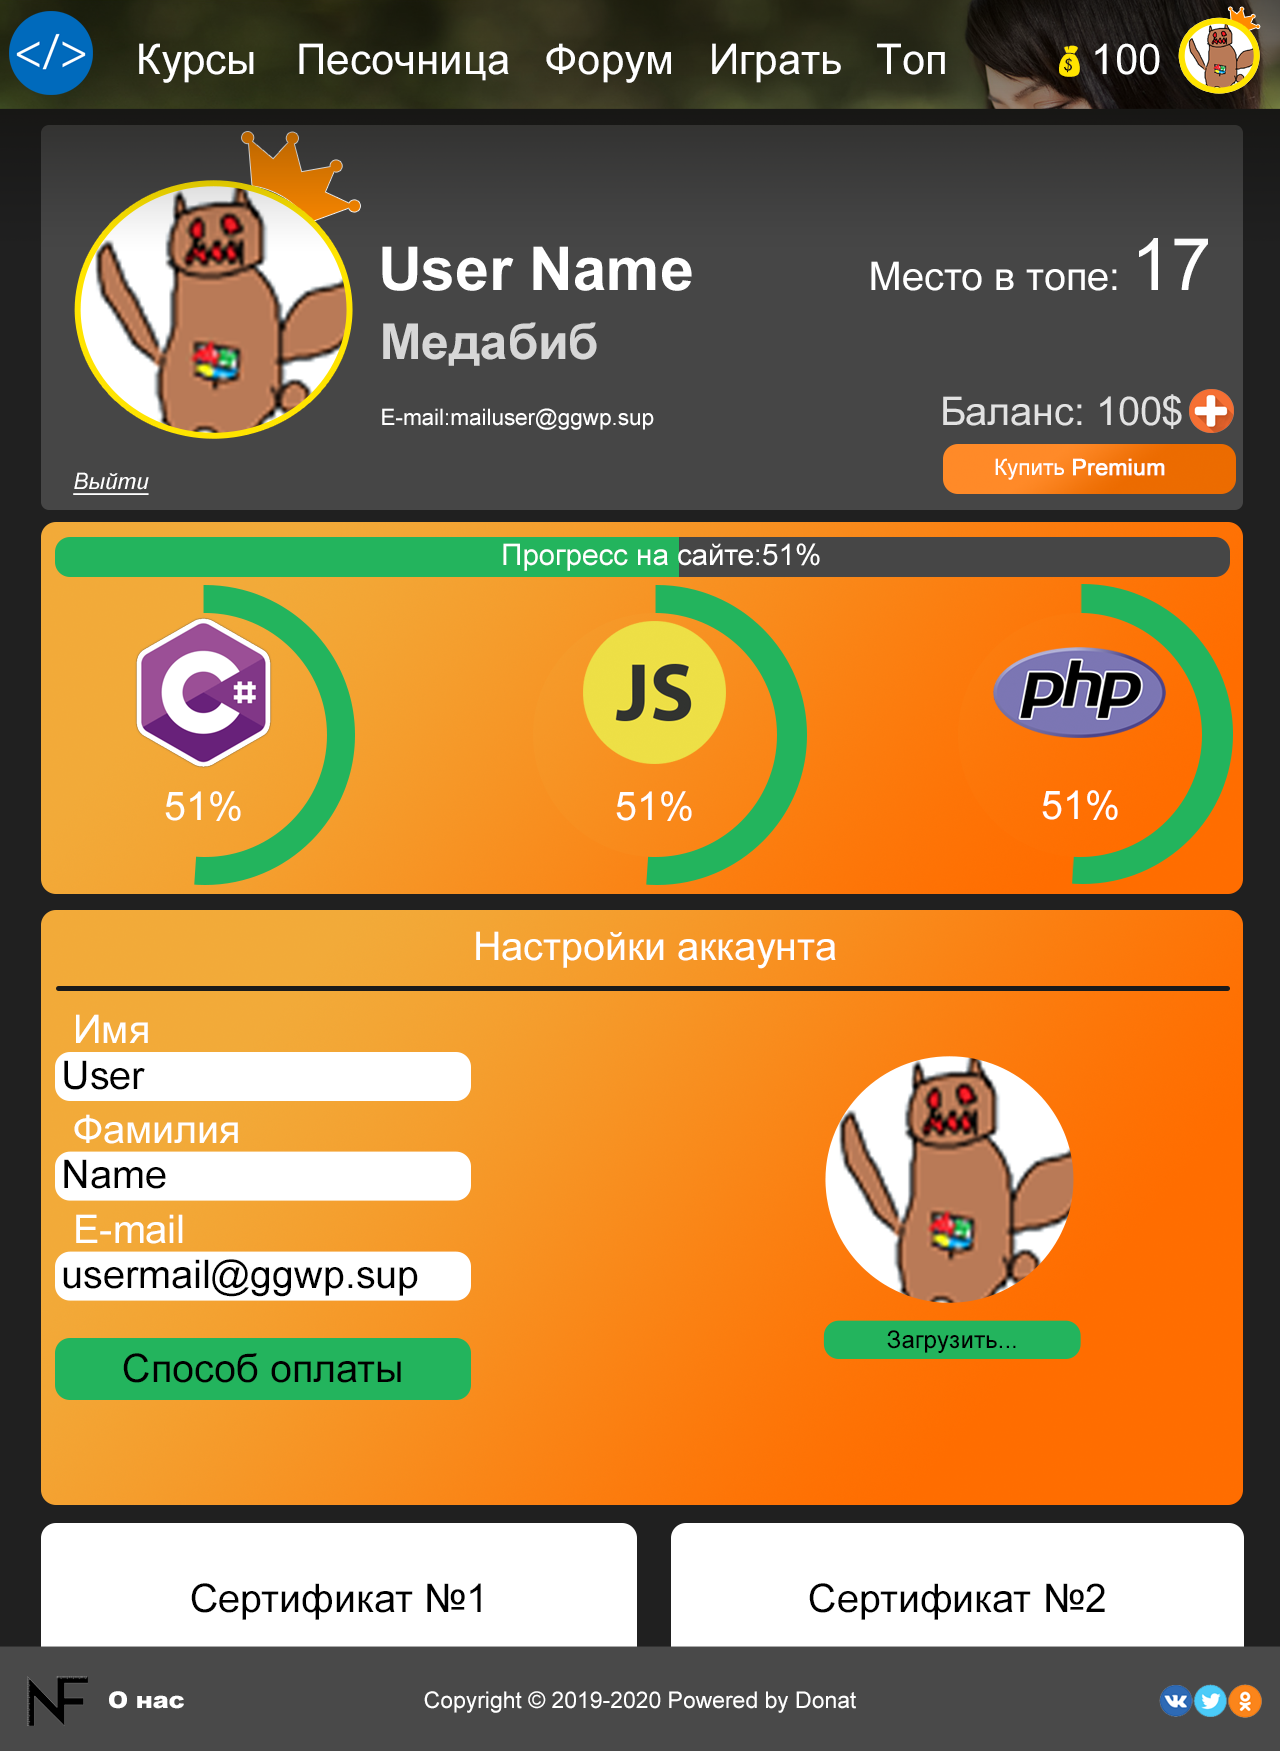 </>
Курсы Песочница Форум Играть Топ
$ 100
User Name
Медабиб
E-mail:mailuser@ggwp.sup
Выйти
Место в топе: 17
Баланс: 100$
Купить Premium
Прогресс на сайте:51%
C# JS php
51% 51% 51%
Настройки аккаунта
Имя
User
Фамилия
Name
E-mail
usermail@ggwp.sup
Способ оплаты
Загрузить...
Сертификат №1
Сертификат №2
NF О нас
Copyright © 2019-2020 Powered by Donat